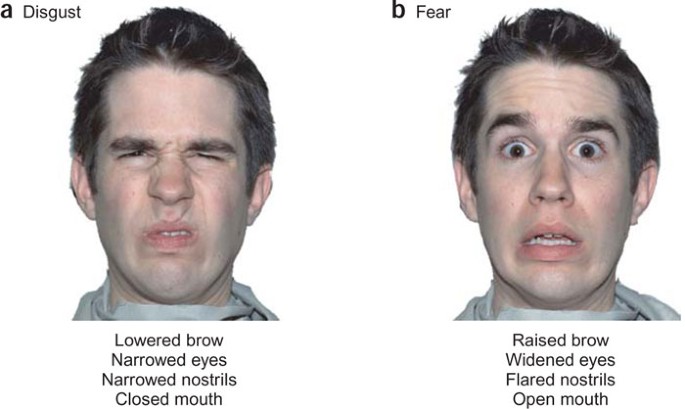 a Disgust
Lowered brow
Narrowed eyes
Narrowed nostrils
Closed mouth
b Fear
Raised brow
Widened eyes
Flared nostrils
Open mouth